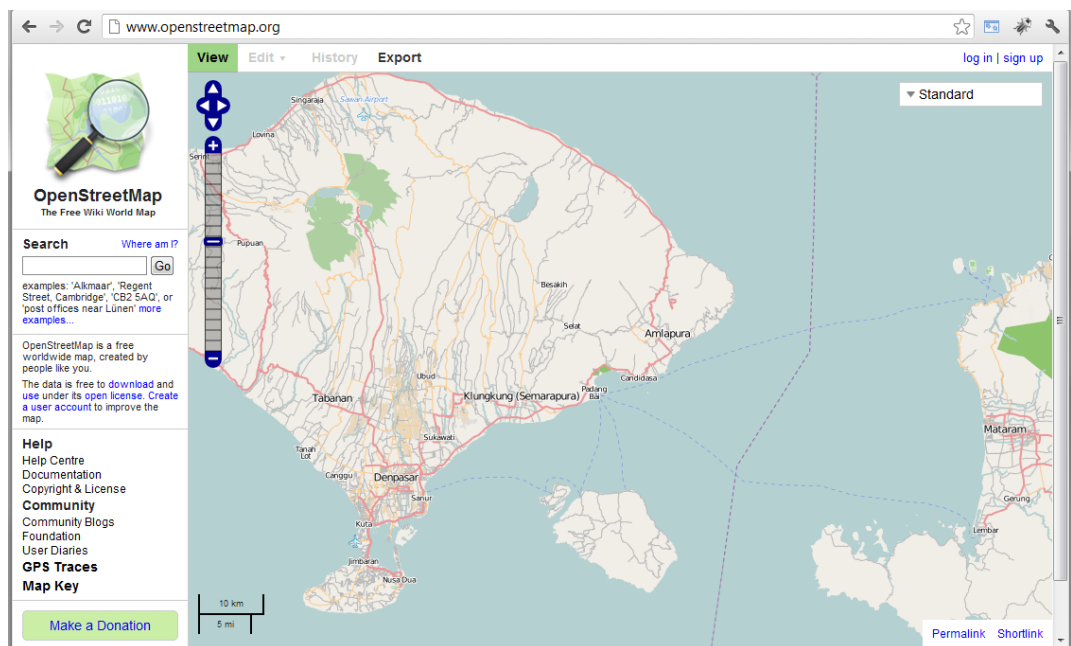 www.openstreetmap.org
View
Edit
History
Export
log in | sign up
OpenStreetMap
The Free Wiki World Map
Search
Where am I?
Go
examples: 'Alkmaar', 'Regent
Street, Cambridge', 'CB2 5AQ', or
'post offices near Lünen' more
examples...
OpenStreetMap is a free
worldwide map, created by
people like you.
The data is free to download and
use under its open license. Create
a user account to improve the
map.
Help
Help Centre
Documentation
Copyright & License
Community
Community Blogs
Foundation
User Diaries
GPS Traces
Map Key
Make a Donation
Standard
Singaraja
Sawan Airport
Lovina
Pupuan
Besakih
Selat
Amlapura
Candidasa
Padang
Bai
Ubud
Tabanan
Klungkung (Semarapura)
Sukawati
Tanah
Lot
Canggu
Denpasar
Sanur
Kuta
Jimbaran
Nusa Dua
Mataram
Gerung
Lembar
10 km
5 mi
Permalink
Shortlink